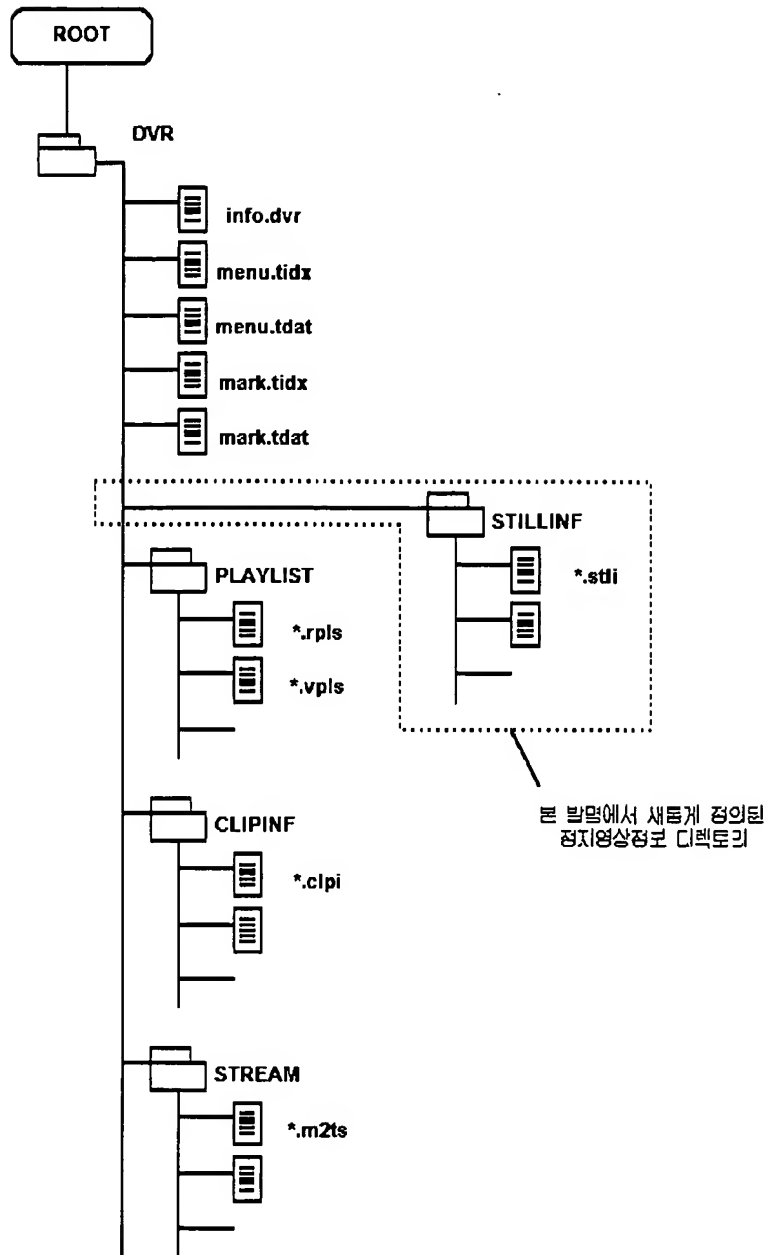 ROOT
DVR
info.dvr
menu.tidx
menu.tdat
mark.tidx
mark.tdat
STILLINF
*.stli
PLAYLIST
*.rpls
*.vpls
본 발명에서 새롭게 정의된
정지영상정보 디렉토리
CLIPINF
*.clpi
STREAM
*.m2ts